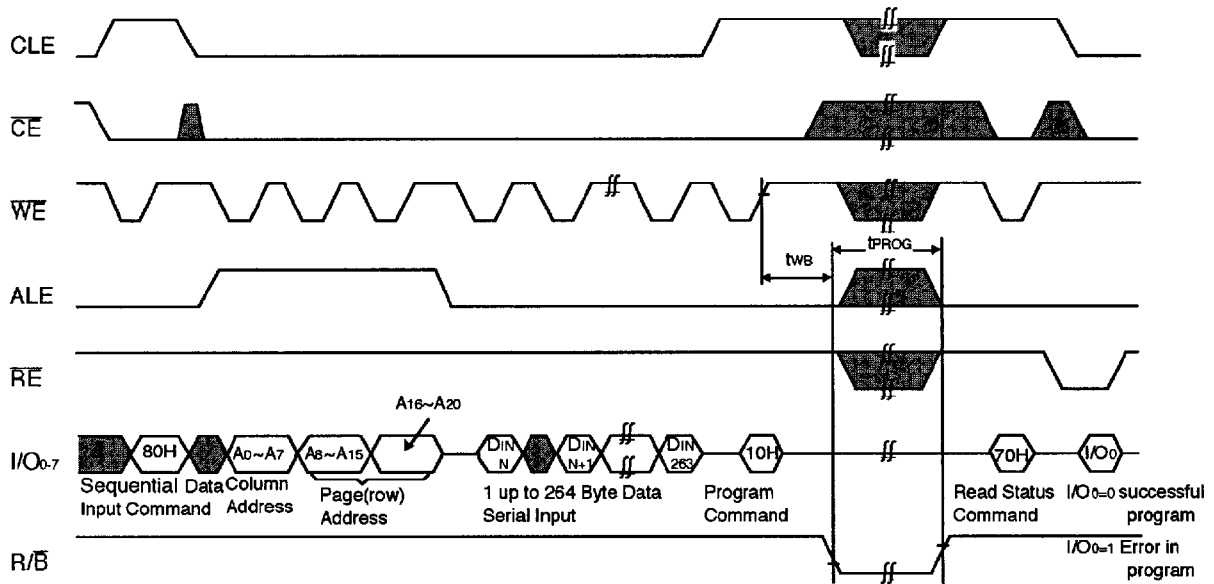 CLE
CE
WE
tWB
tPROG
ALE
RE
A16~A20
I/O0-7
80H
A0~A7
A8~A15
DIN N
DIN N+1
DIN 263
10H
70H
I/O0
Sequential Data Input Command
Column Address
Page(row) Address
1 up to 264 Byte Data Serial Input
Program Command
Read Status Command
I/O0=0 successful program
I/O0=1 Error in program
R/B